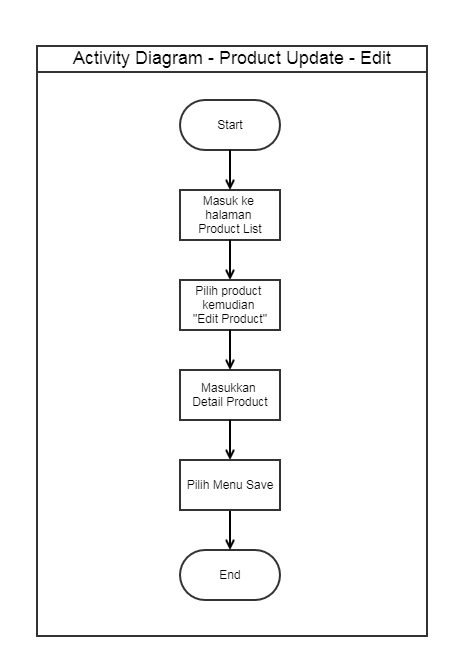 Activity Diagram - Product Update - Edit
Start
Masuk ke
halaman
Product List
Pilih product
kemudian
"Edit Product"
Masukkan
Detail Product
Pilih Menu Save
End